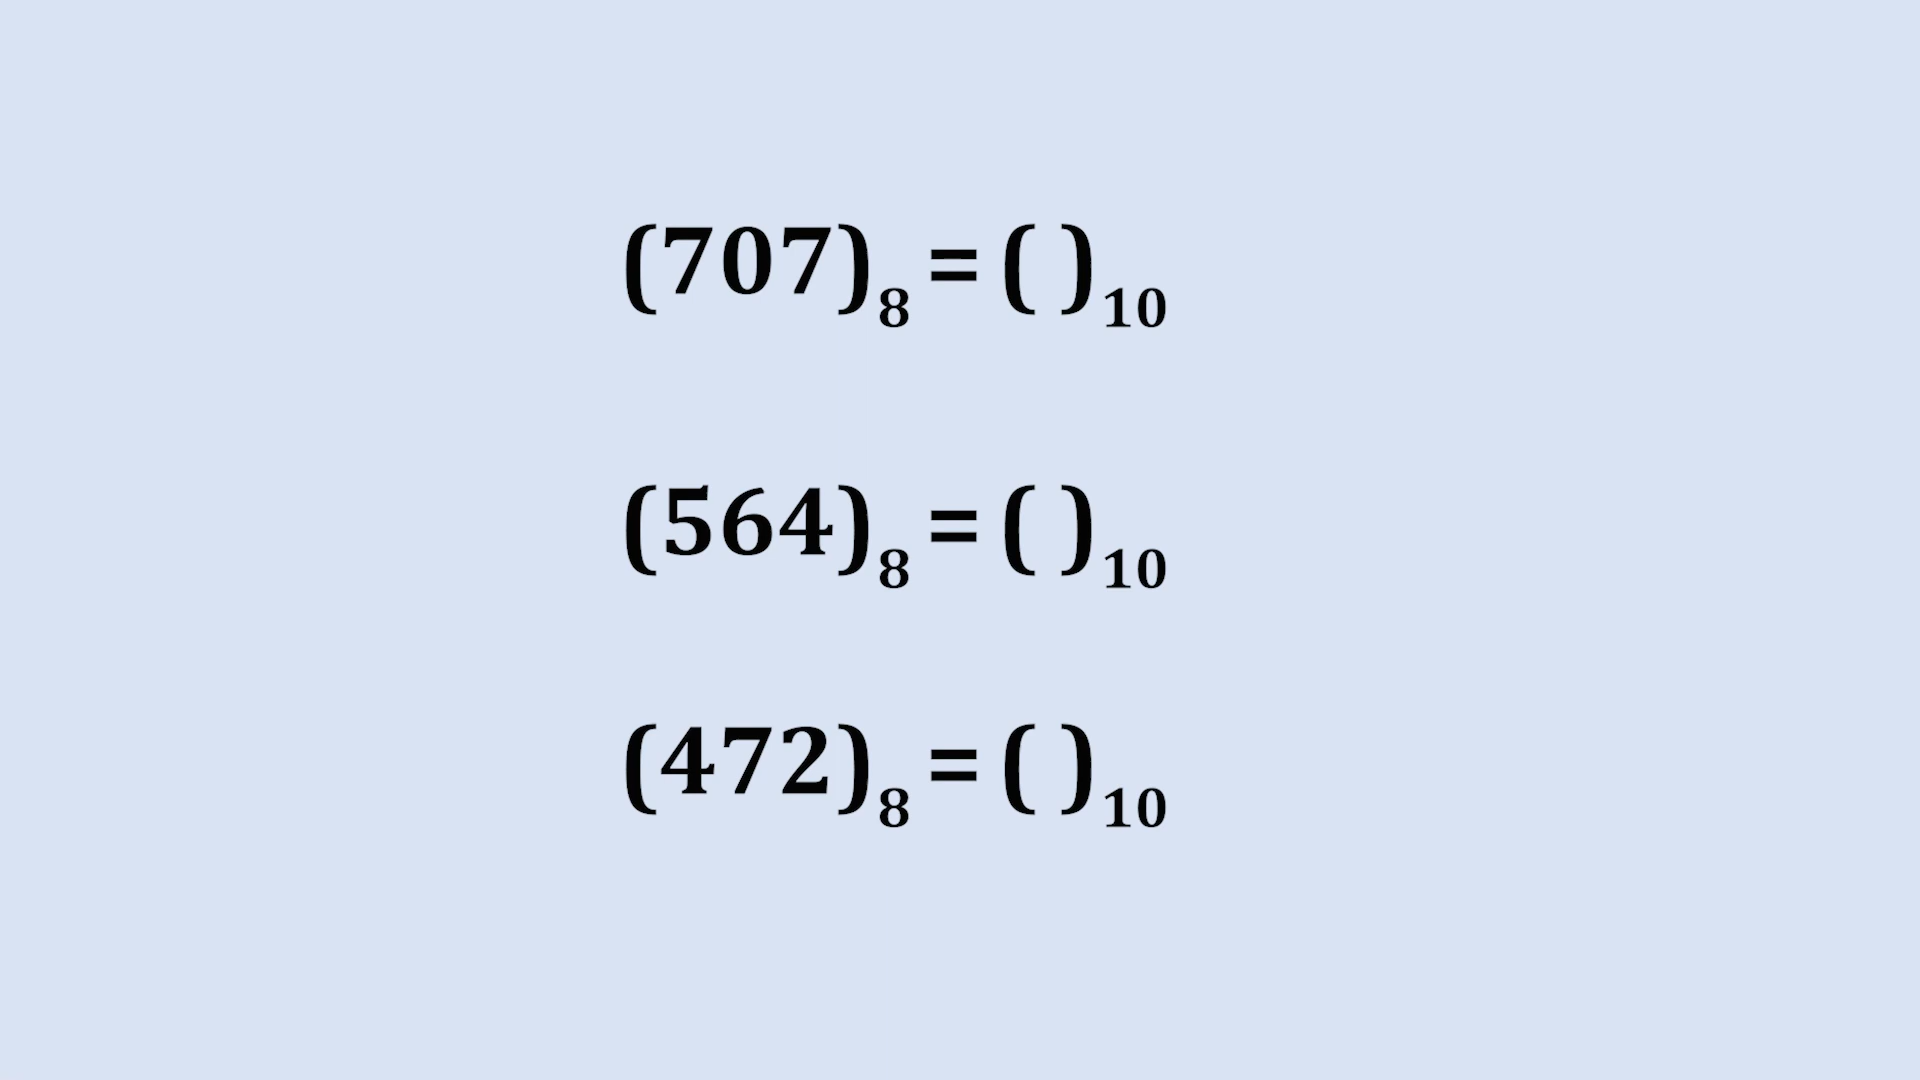 (707)₈ = ( )₁₀
(564)₈ = ( )₁₀
(472)₈ = ( )₁₀